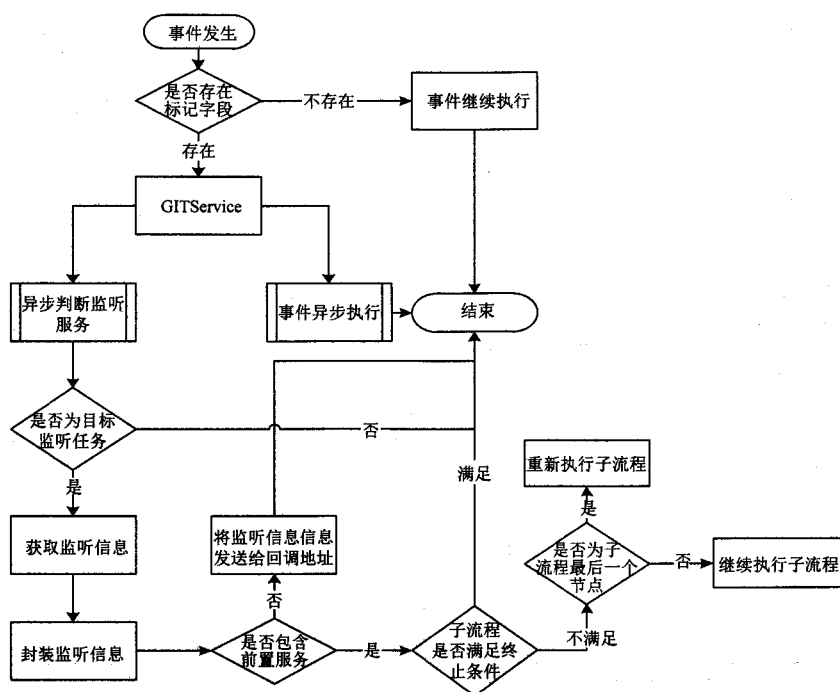 事件发生
是否存在
标记字段
不存在
事件继续执行
存在
GITService
异步判断监听
服务
事件异步执行
结束
是否为目标
监听任务
否
满足
重新执行子流程
是
是
获取监听信息
将监听信息信息
发送给回调地址
是否为子
流程最后一个
节点
否
继续执行子流程
否
封装监听信息
是否包含
前置服务
是
子流程
是否满足终
止条件
不满足